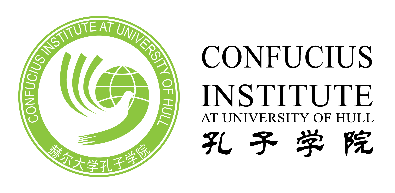 CONFUCIUS INSTITUTE AT UNIVERSITY OF HULL
赫尔大学孔子学院
CONFUCIUS
INSTITUTE
AT UNIVERSITY OF HULL
孔子学院